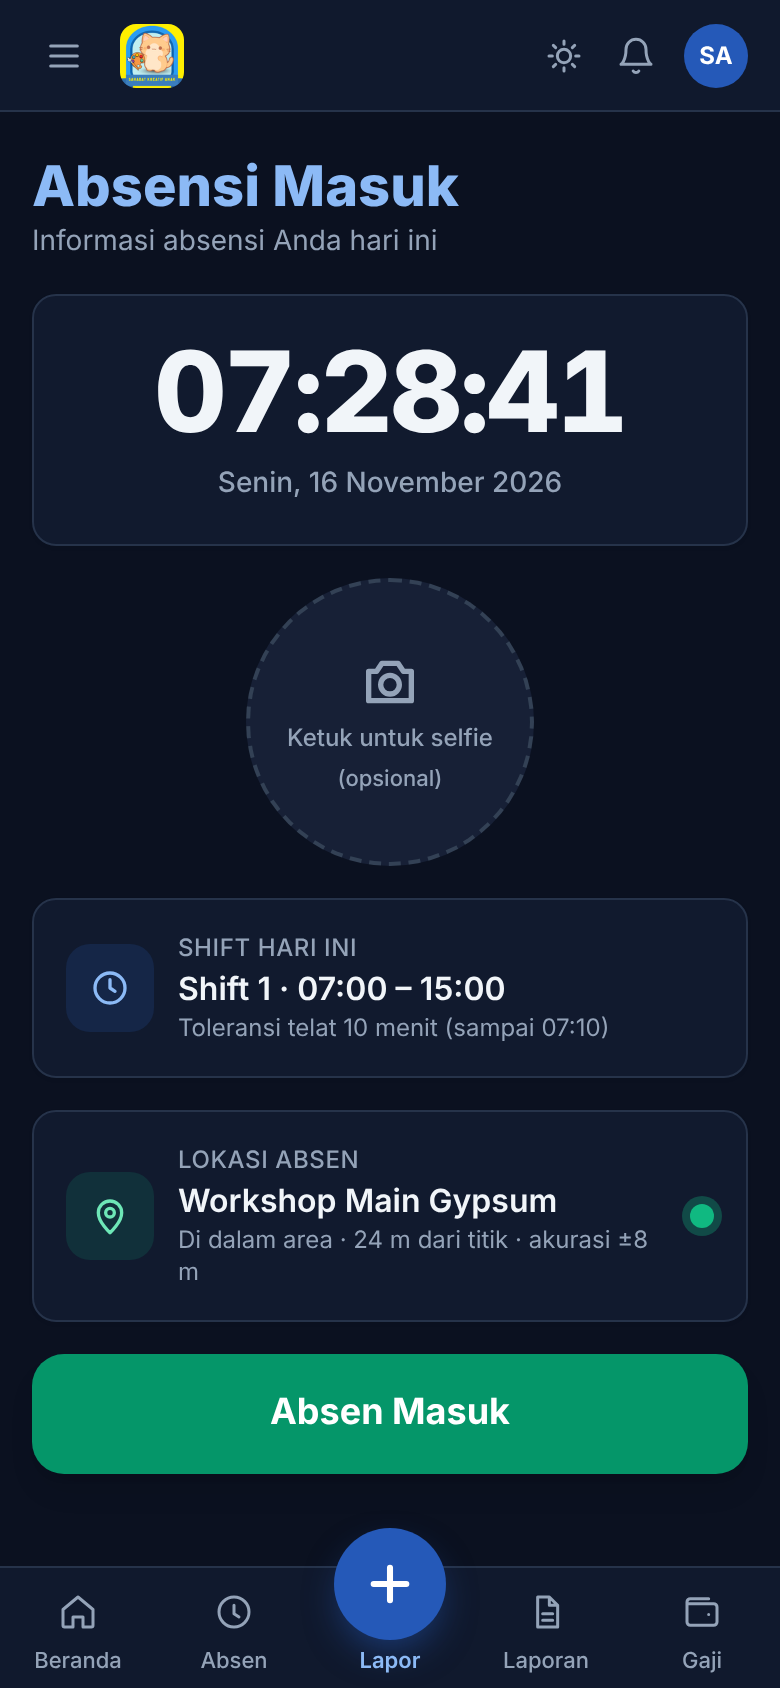 SA
Absensi Masuk
Informasi absensi Anda hari ini
07:28:41
Senin, 16 November 2026
Ketuk untuk selfie
(opsional)
SHIFT HARI INI
Shift 1 · 07:00 – 15:00
Toleransi telat 10 menit (sampai 07:10)
LOKASI ABSEN
Workshop Main Gypsum
Di dalam area · 24 m dari titik · akurasi ±8
m
Absen Masuk
Beranda
Absen
Lapor
Laporan
Gaji